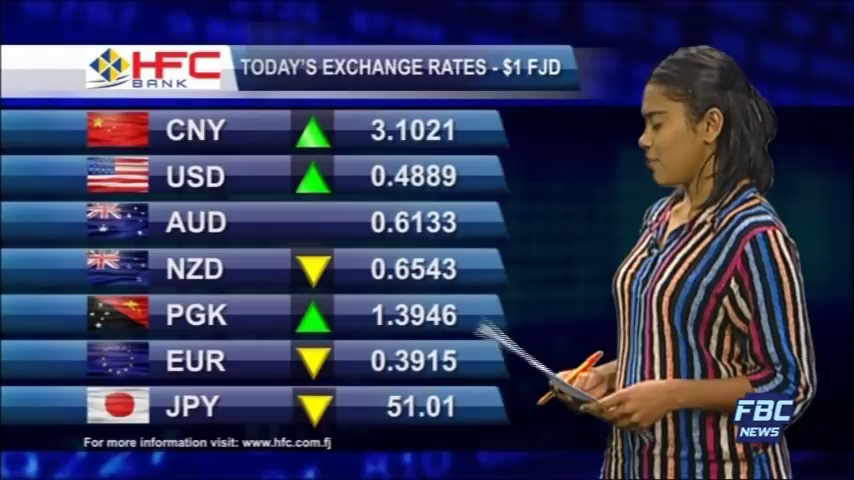 HFC
BANK
TODAY'S EXCHANGE RATES - $1 FJD
CNY 3.1021
USD 0.4889
AUD 0.6133
NZD 0.6543
PGK 1.3946
EUR 0.3915
JPY 51.01
For more information visit: www.hfc.com.fj
FBC
NEWS